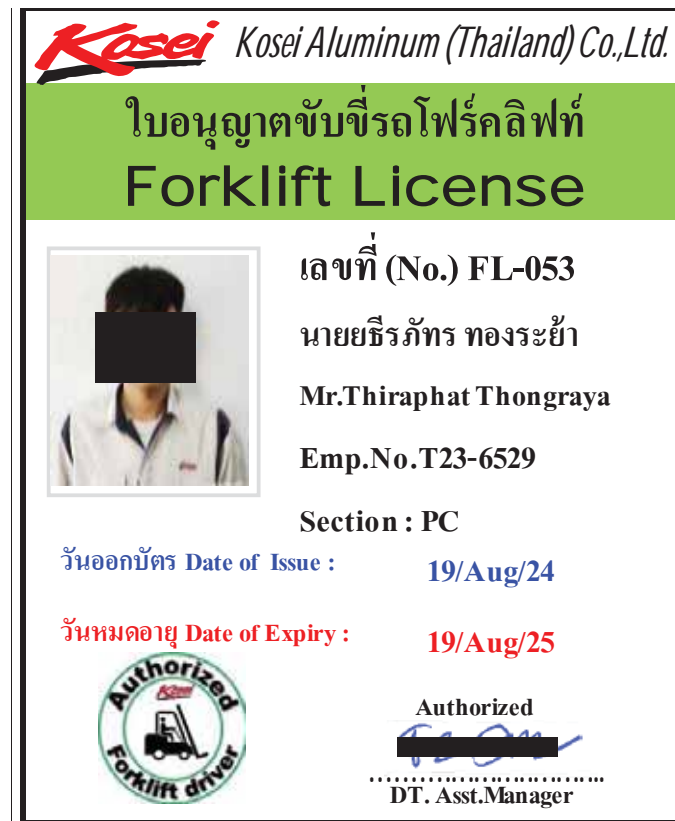 Kosei Kosei Aluminum (Thailand) Co.,Ltd.
ใบอนุญาตขับขี่รถโฟร์คลิฟท์
Forklift License
เลขที่ (No.) FL-053
นายยธีรภัทร ทองระย้า
Mr.Thiraphat Thongraya
Emp.No.T23-6529
Section : PC
วันออกบัตร Date of Issue : 19/Aug/24
วันหมดอายุ Date of Expiry : 19/Aug/25
Authorized
Kosei
Forklift driver
Authorized
DT. Asst.Manager